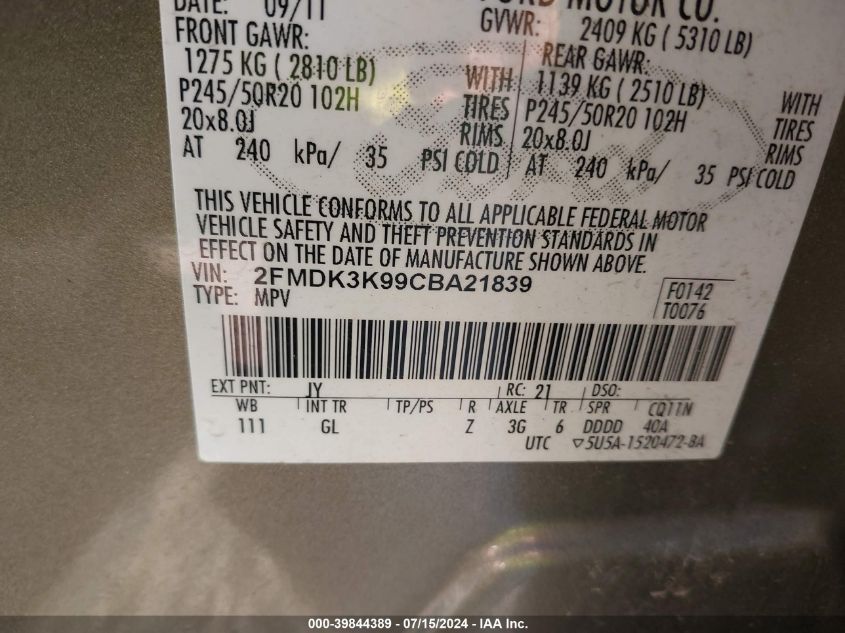 DATE: 09/11
FORD MOTOR CO.
FRONT GAWR:
GVWR: 2409 KG ( 5310 LB)
1275 KG ( 2810 LB)
REAR GAWR:
P245/50R20 102H
WITH
1139 KG ( 2510 LB)
WITH
20x8.0J
TIRES
P245/50R20 102H
TIRES
RIMS
20x8.0J
RIMS
AT 240 kPa/ 35 PSI COLD
AT 240 kPa/ 35 PSI COLD
THIS VEHICLE CONFORMS TO ALL APPLICABLE FEDERAL MOTOR
VEHICLE SAFETY AND THEFT PREVENTION STANDARDS IN
EFFECT ON THE DATE OF MANUFACTURE SHOWN ABOVE.
VIN: 2FMDK3K99CBA21839
TYPE: MPV
F0142
T0076
EXT PNT: JY RC: 21 DSO:
WB INT TR TP/PS R AXLE TR SPR CQ11N
111 GL Z 3G 6 DDDD 40A
UTC ▽5U5A-1520472-BA
000-39844389 - 07/15/2024 - IAA Inc.